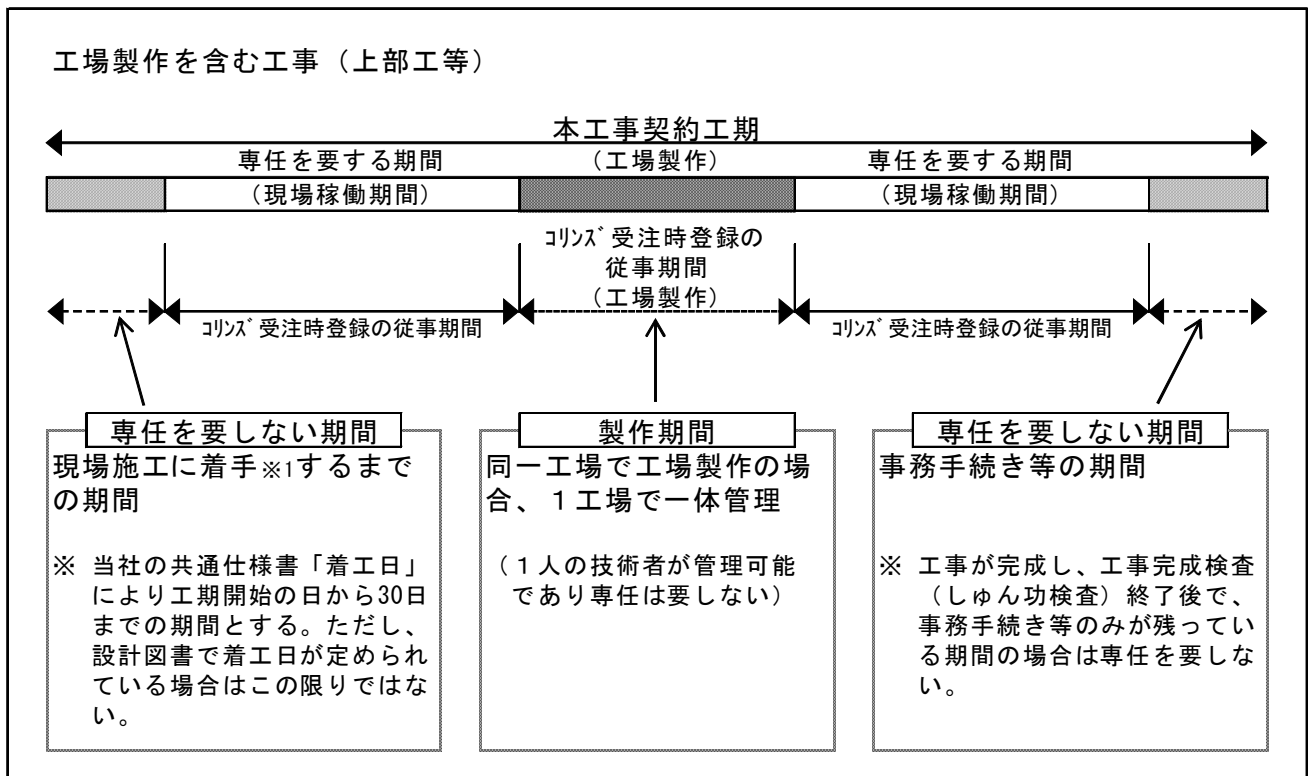 工場製作を含む工事（上部工等）
本工事契約工期
専任を要する期間
（工場製作）
専任を要する期間
（現場稼働期間）
（現場稼働期間）
ｺﾘﾝｽﾞ受注時登録の
従事期間
（工場製作）
ｺﾘﾝｽﾞ受注時登録の従事期間
ｺﾘﾝｽﾞ受注時登録の従事期間
専任を要しない期間
現場施工に着手※1するまで
の期間
※ 当社の共通仕様書「着工日」
により工期開始の日から30日
までの期間とする。ただし、
設計図書で着工日が定められ
ている場合はこの限りではな
い。
製作期間
同一工場で工場製作の場
合、１工場で一体管理
（１人の技術者が管理可能
であり専任は要しない）
専任を要しない期間
事務手続き等の期間
※ 工事が完成し、工事完成検査
（しゅん功検査）終了後で、
事務手続き等のみが残ってい
る期間の場合は専任を要しな
い。